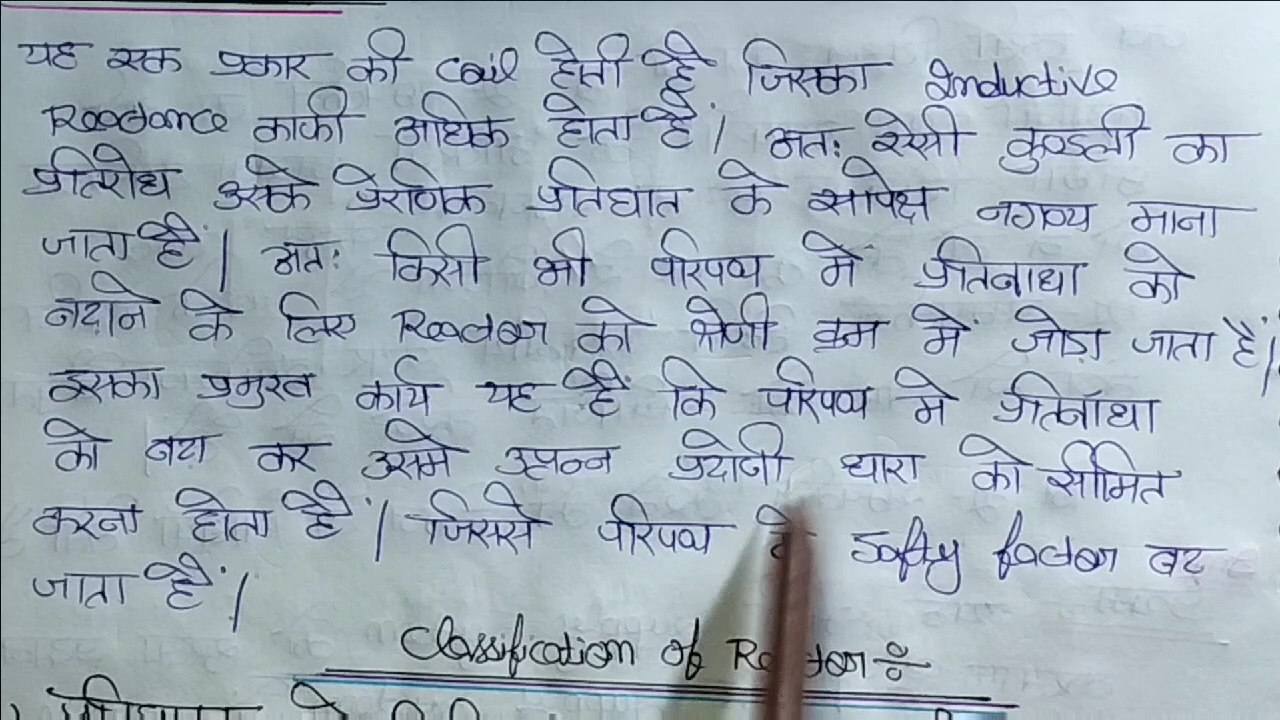 यह एक प्रकार की coil होती है जिसका Inductive
Reactance काफी अधिक होता है। अतः ऐसी कुण्डली का
प्रतिरोध उसके प्रेरणिक प्रतिघात के सापेक्ष नगण्य माना
जाता है। अतः किसी भी परिपथ मे प्रतिबाधा को
बढाने के लिए Reactor को श्रेणी क्रम में जोड़ा जाता है।
इसका प्रमुख कार्य यह है कि परिपथ मे प्रतिबाधा
को बढा कर उसमे उत्पन्न प्रदोषी धारा को सीमित
करना होता है। जिससे परिपथ के Safty factor बढ
जाता है।
Classification of Reactor ÷